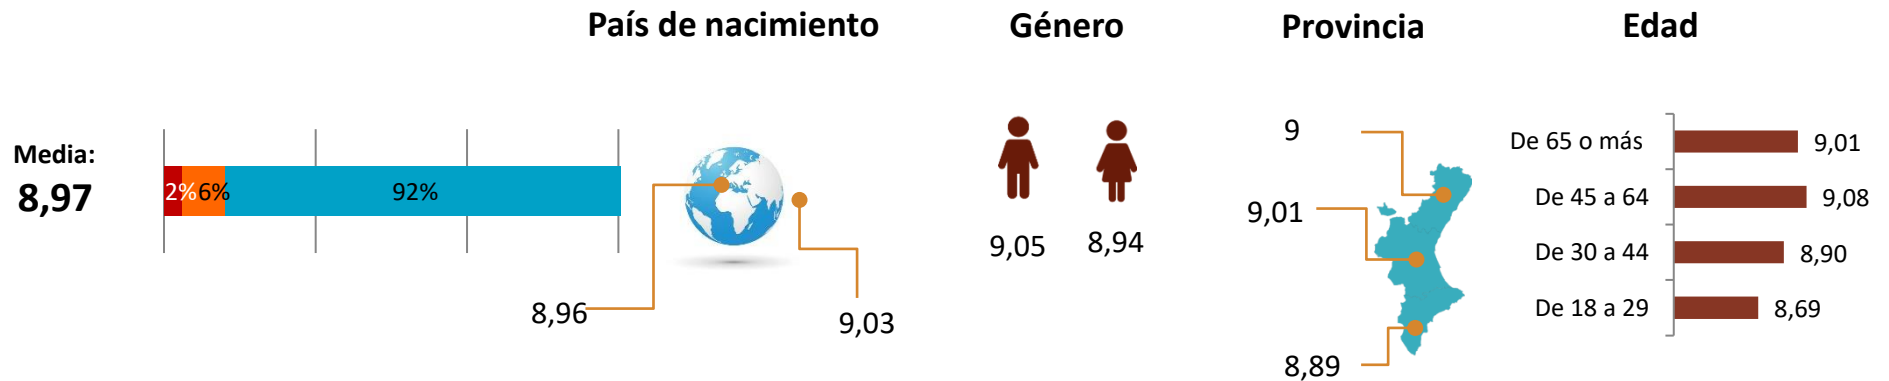 País de nacimiento
Género
Provincia
Edad
Media:
8,97
2%
6%
92%
8,96
9,03
9,05
8,94
9
9,01
8,89
De 65 o más
9,01
De 45 a 64
9,08
De 30 a 44
8,90
De 18 a 29
8,69